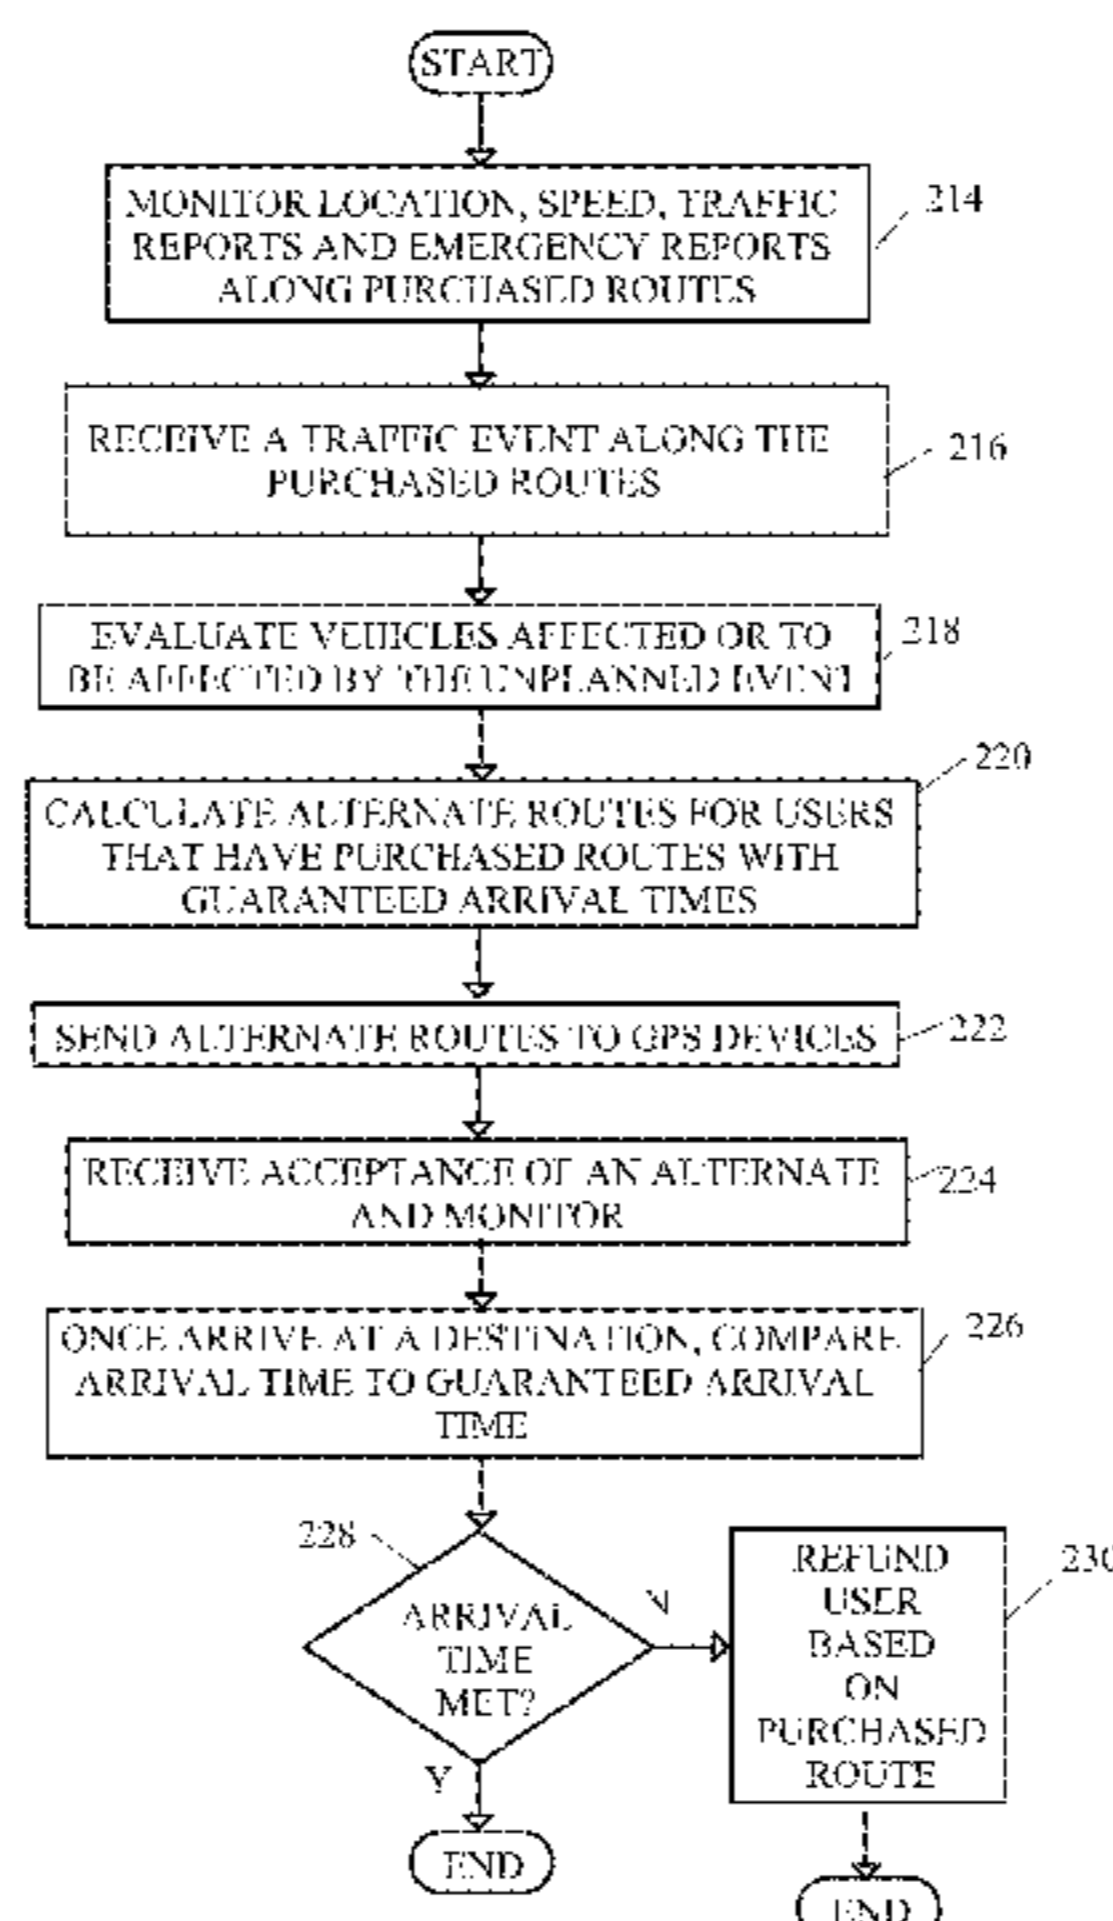 START
MONITOR LOCATION, SPEED, TRAFFIC
REPORTS AND EMERGENCY REPORTS
ALONG PURCHASED ROUTES
214
RECEIVE A TRAFFIC EVENT ALONG THE
PURCHASED ROUTES
216
EVALUATE VEHICLES AFFECTED OR TO
BE AFFECTED BY THE UNPLANNED EVENT
218
CALCULATE ALTERNATE ROUTES FOR USERS
THAT HAVE PURCHASED ROUTES WITH
GUARANTEED ARRIVAL TIMES
220
SEND ALTERNATE ROUTES TO GPS DEVICES
222
RECEIVE ACCEPTANCE OF AN ALTERNATE
AND MONITOR
224
ONCE ARRIVE AT A DESTINATION, COMPARE
ARRIVAL TIME TO GUARANTEED ARRIVAL
TIME
226
228
ARRIVAL
TIME
MET?
N
Y
REFUND
USER
BASED
ON
PURCHASED
ROUTE
230
END
END